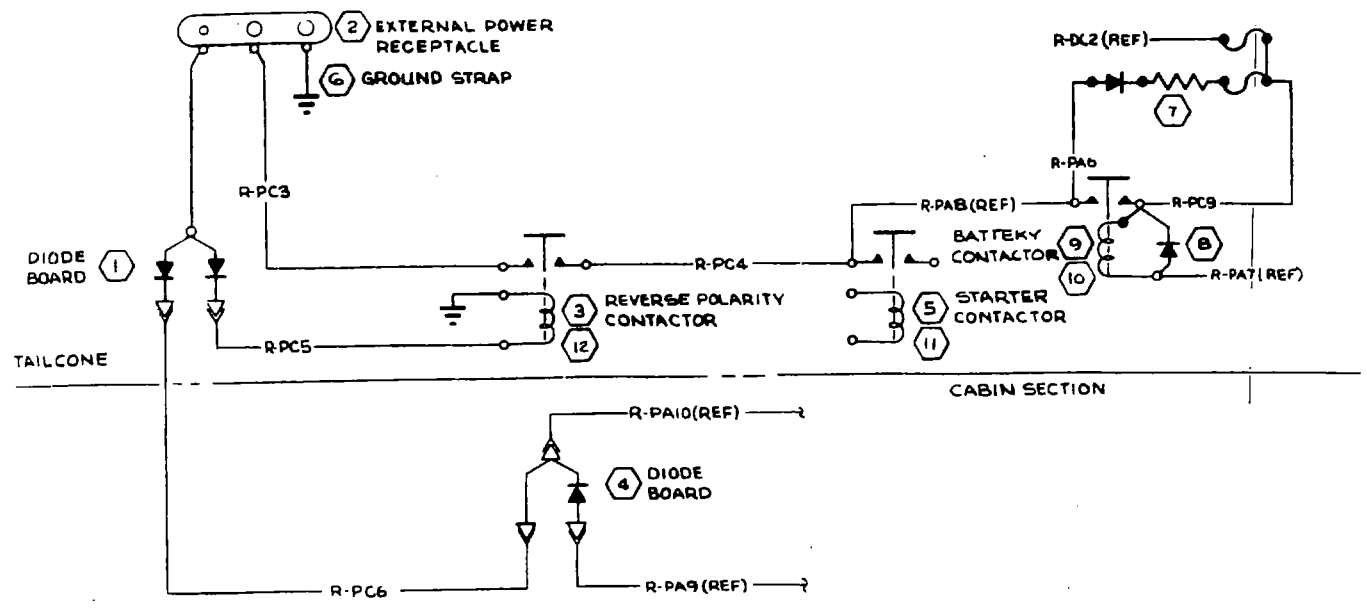 2 EXTERNAL POWER
RECEPTACLE
6 GROUND STRAP
R-DC2(REF)
7
R-PC3
R-PA6
R-PA8(REF)
R-PC9
DIODE
BOARD 1
R-PC4
BATTERY
CONTACTOR 9
10
8
R-PA7(REF)
3 REVERSE POLARITY
CONTACTOR
12
5 STARTER
CONTACTOR
11
R-PC5
TAILCONE
CABIN SECTION
R-PA10(REF)
4 DIODE
BOARD
R-PC6
R-PA9(REF)